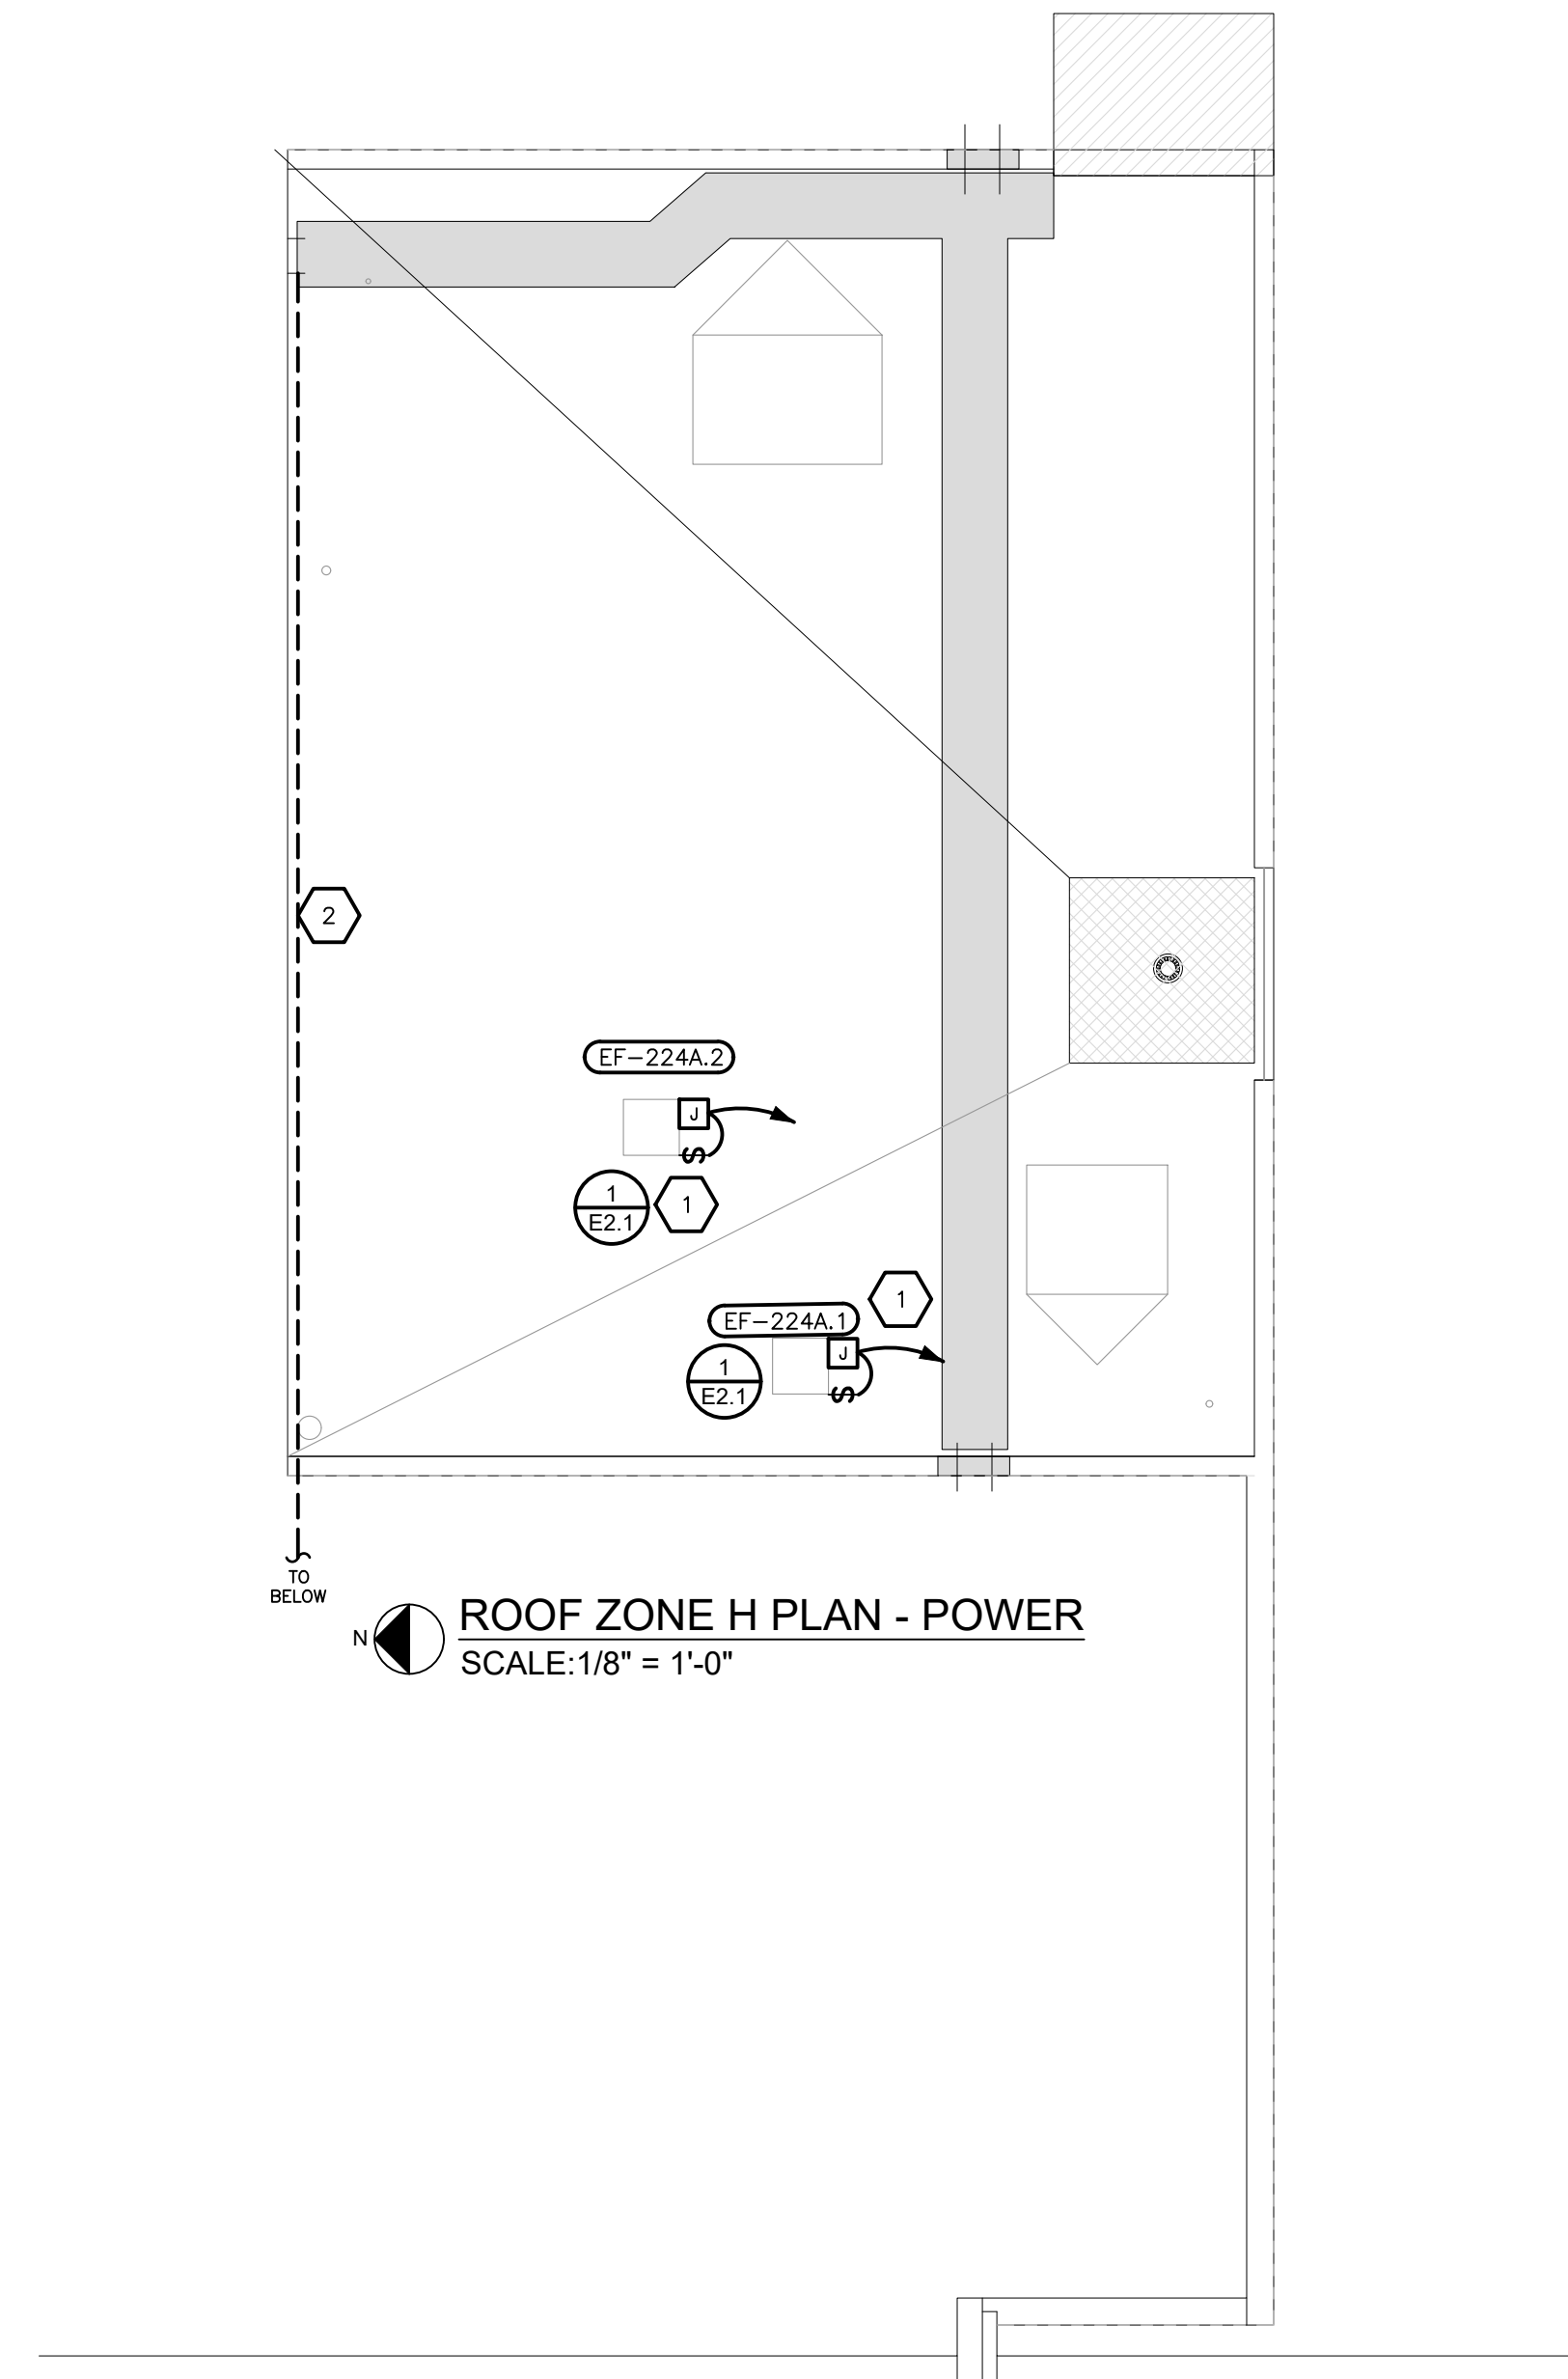 2
EF-224A.2
J
S
1
E2.1
1
1
EF-224A.1
J
S
1
E2.1
TO
BELOW
N
ROOF ZONE H PLAN - POWER
SCALE:1/8" = 1'-0"